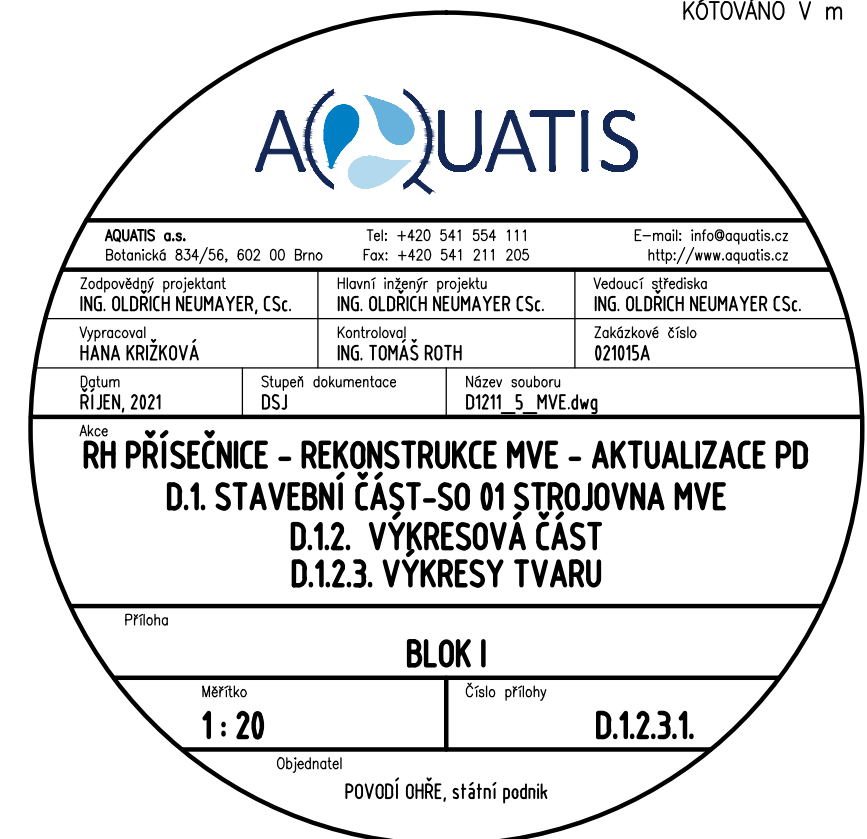 KÓTOVÁNO V m
AQUATIS
AQUATIS a.s. Tel: +420 541 554 111 E-mail: info@aquatis.cz
Botanická 834/56, 602 00 Brno Fax: +420 541 211 205 http://www.aquatis.cz
Zodpovědný projektant Hlavní inženýr projektu Vedoucí střediska
ING. OLDŘICH NEUMAYER, CSc. ING. OLDŘICH NEUMAYER CSc. ING. OLDŘICH NEUMAYER CSc.
Vypracoval Kontroloval Zakázkové číslo
HANA KRIŽKOVÁ ING. TOMÁŠ ROTH 021015A
Datum Stupeň dokumentace Název souboru
ŘÍJEN, 2021 DSJ D1211_5_MVE.dwg
Akce
RH PŘÍSEČNICE - REKONSTRUKCE MVE - AKTUALIZACE PD
D.1. STAVEBNÍ ČÁST-SO 01 STROJOVNA MVE
D.1.2. VÝKRESOVÁ ČÁST
D.1.2.3. VÝKRESY TVARU
Příloha
BLOK I
Měřítko Číslo přílohy
1 : 20 D.1.2.3.1.
Objednatel
POVODÍ OHŘE, státní podnik